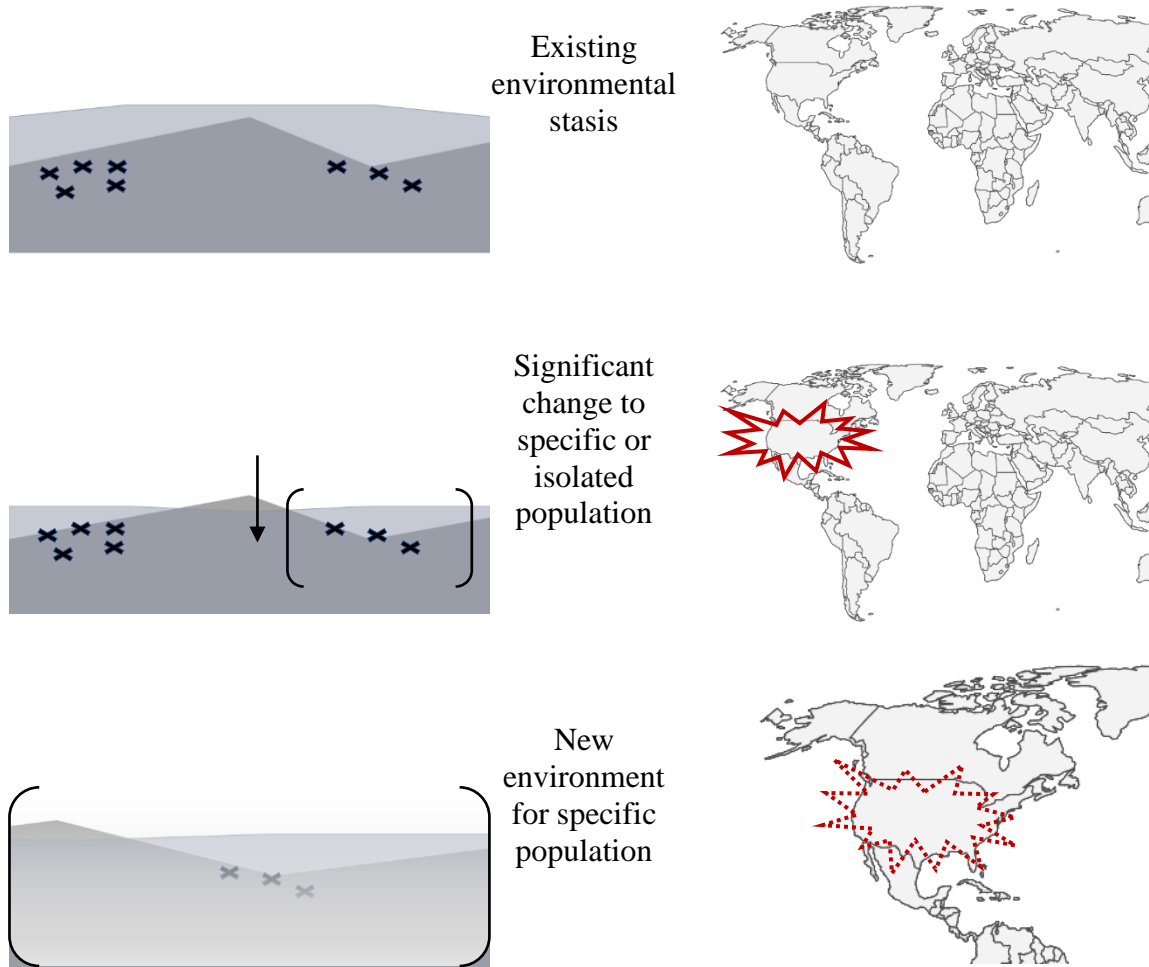 Existing
environmental
stasis
Significant
change to
specific or
isolated
population
New
environment
for specific
population